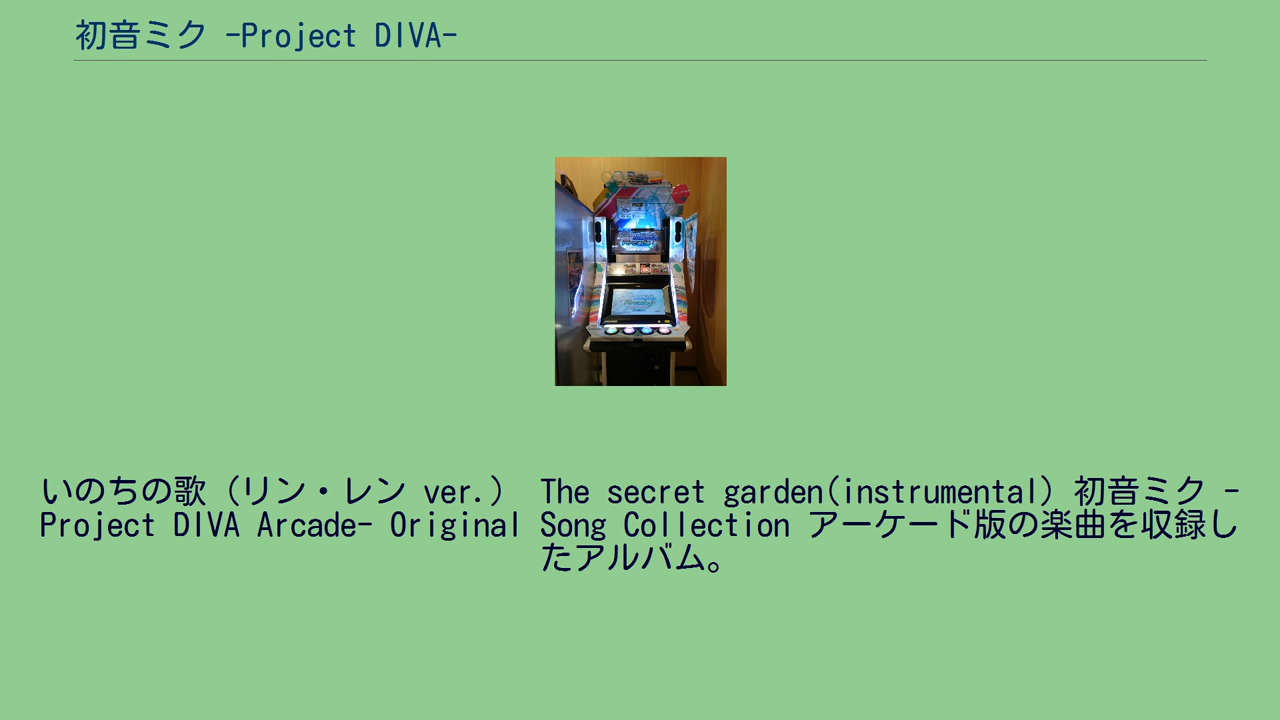 初音ミク -Project DIVA-
いのちの歌（リン・レン ver.） The secret garden(instrumental) 初音ミク -
Project DIVA Arcade- Original Song Collection アーケード版の楽曲を収録し
たアルバム。